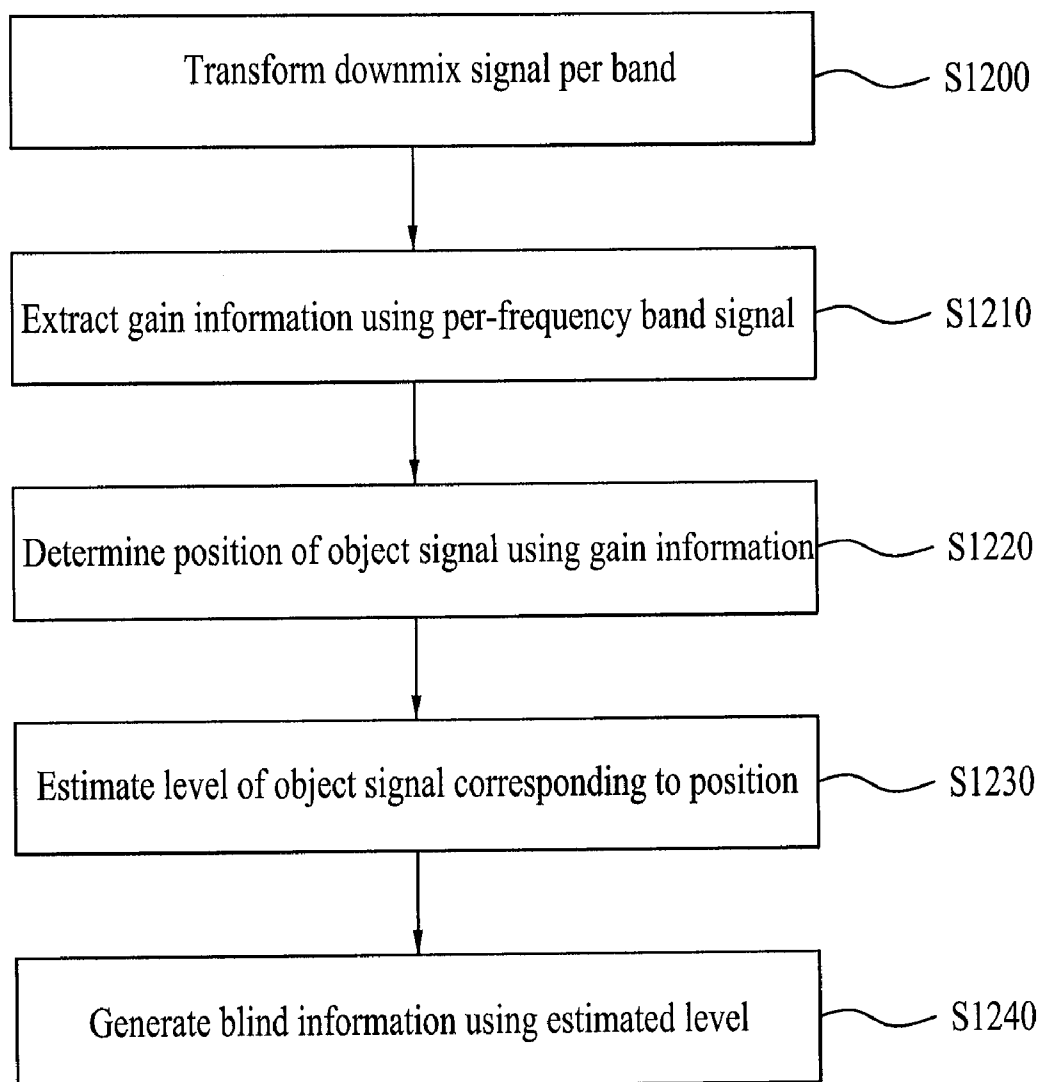 Transform downmix signal per band
S1200
Extract gain information using per-frequency band signal
S1210
Determine position of object signal using gain information
S1220
Estimate level of object signal corresponding to position
S1230
Generate blind information using estimated level
S1240